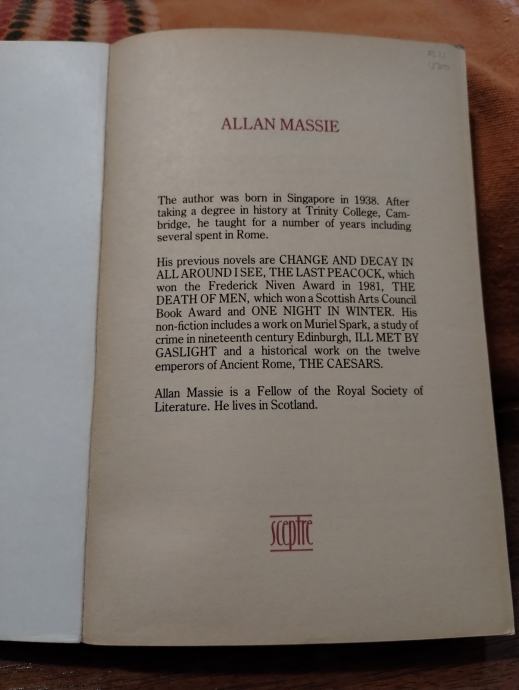 ALLAN MASSIE
The author was born in Singapore in 1938. After
taking a degree in history at Trinity College, Cam-
bridge, he taught for a number of years including
several spent in Rome.
His previous novels are CHANGE AND DECAY IN
ALL AROUND I SEE, THE LAST PEACOCK, which
won the Frederick Niven Award in 1981, THE
DEATH OF MEN, which won a Scottish Arts Council
Book Award and ONE NIGHT IN WINTER. His
non-fiction includes a work on Muriel Spark, a study of
crime in nineteenth century Edinburgh, ILL MET BY
GASLIGHT and a historical work on the twelve
emperors of Ancient Rome, THE CAESARS.
Allan Massie is a Fellow of the Royal Society of
Literature. He lives in Scotland.
sceptre